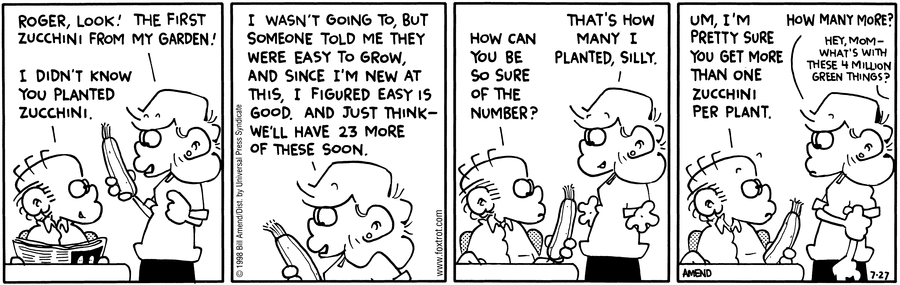 ROGER, LOOK! THE FIRST
ZUCCHINI FROM MY GARDEN!
I DIDN'T KNOW
YOU PLANTED
ZUCCHINI.
I WASN'T GOING TO, BUT
SOMEONE TOLD ME THEY
WERE EASY TO GROW,
AND SINCE I'M NEW AT
THIS, I FIGURED EASY IS
GOOD. AND JUST THINK—
WE'LL HAVE 23 MORE
OF THESE SOON.
© 1998 Bill Amend/Dist. by Universal Press Syndicate
www.foxtrot.com
HOW CAN
YOU BE
SO SURE
OF THE
NUMBER?
THAT'S HOW
MANY I
PLANTED, SILLY.
UM, I'M
PRETTY SURE
YOU GET MORE
THAN ONE
ZUCCHINI
PER PLANT.
HOW MANY MORE?
HEY, MOM—
WHAT'S WITH
THESE 4 MILLION
GREEN THINGS?
AMEND
7-27